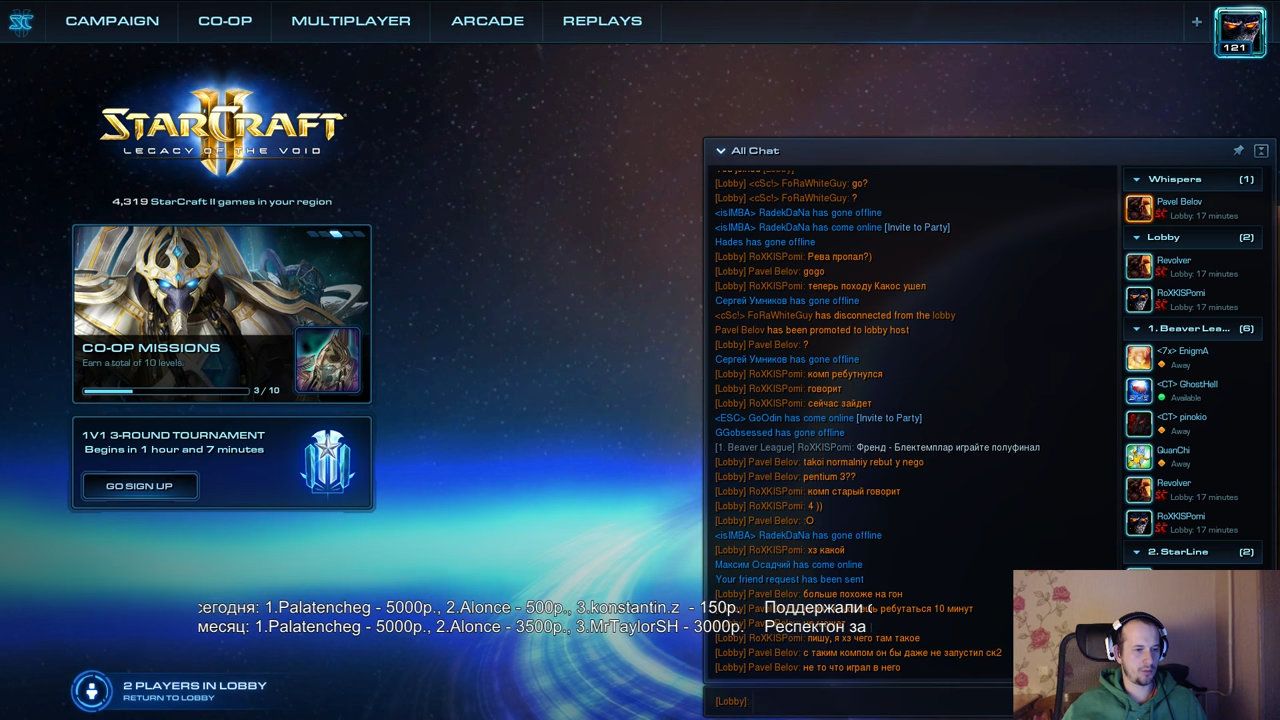 CAMPAIGN CO-OP MULTIPLAYER ARCADE REPLAYS
121
STARCRAFT II
LEGACY OF THE VOID
4,319 StarCraft II games in your region
CO-OP MISSIONS
Earn a total of 10 levels.
3 / 10
1V1 3-ROUND TOURNAMENT
Begins in 1 hour and 7 minutes
GO SIGN UP
All Chat
[Lobby] <cSc!> FoRaWhiteGuy: go?
[Lobby] <cSc!> FoRaWhiteGuy: ?
<isIMBA> RadekDaNa has gone offline
<isIMBA> RadekDaNa has come online [Invite to Party]
Hades has gone offline
[Lobby] RoXKISPomi: Рева пропал?)
[Lobby] Pavel Belov: gogo
[Lobby] RoXKISPomi: теперь походу Какос ушел
Сергей Умников has gone offline
<cSc!> FoRaWhiteGuy has disconnected from the lobby
Pavel Belov has been promoted to lobby host
[Lobby] Pavel Belov: ?
Сергей Умников has gone offline
[Lobby] RoXKISPomi: комп ребутнулся
[Lobby] RoXKISPomi: говорит
[Lobby] RoXKISPomi: сейчас зайдет
<ESC> GoOdin has come online [Invite to Party]
GGobsessed has gone offline
[1. Beaver League] RoXKISPomi: Френд - Блектемплар играйте полуфинал
[Lobby] Pavel Belov: takoi normalniy rebut y nego
[Lobby] Pavel Belov: pentium 3??
[Lobby] RoXKISPomi: комп старый говорит
[Lobby] RoXKISPomi: 4 ))
[Lobby] Pavel Belov: :O
<isIMBA> RadekDaNa has gone offline
[Lobby] RoXKISPomi: хз какой
Максим Осадчий has come online
Your friend request has been sent
[Lobby] Pavel Belov: больше похоже на гон
ребутаться 10 минут
[Lobby] RoXKISPomi: пишу, я хз чего там такое
[Lobby] Pavel Belov: с таким компом он бы даже не запустил ск2
[Lobby] Pavel Belov: не то что играл в него
[Lobby]:
Whispers (1)
Pavel Belov
Lobby: 17 minutes
Lobby (2)
Revolver
Lobby: 17 minutes
RoXKISPomi
Lobby: 17 minutes
1. Beaver Lea... (6)
<7x> EnigmA
Away
<CT> GhostHell
Available
<CT> pinokio
Away
QuanChi
Away
Revolver
Lobby: 17 minutes
RoXKISPomi
Lobby: 17 minutes
2. StarLine (2)
сегодня: 1.Palatencheg - 5000р., 2.Alonce - 500р., 3.konstantin.z - 150р. Поддержали
месяц: 1.Palatencheg - 5000р., 2.Alonce - 3500р., 3.MrTaylorSH - 3000р. Респектон за
2 PLAYERS IN LOBBY
RETURN TO LOBBY